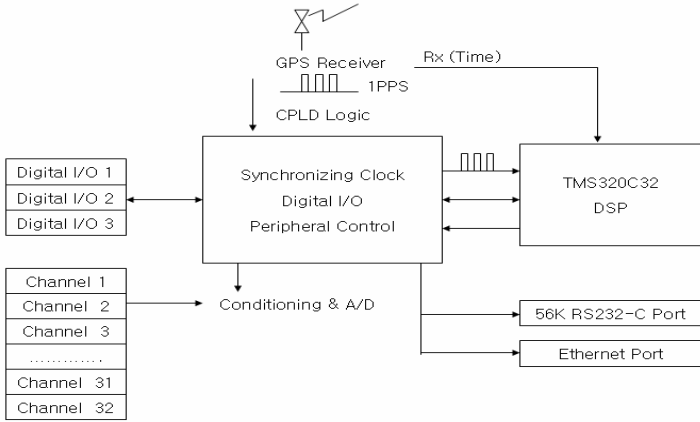 GPS Receiver
Rx (Time)
1PPS
CPLD Logic
Digital I/O 1
Digital I/O 2
Digital I/O 3
Synchronizing Clock
Digital I/O
Peripheral Control
TMS320C32
DSP
Channel 1
Channel 2
Channel 3
………….
Channel 31
Channel 32
Conditioning & A/D
56K RS232-C Port
Ethernet Port